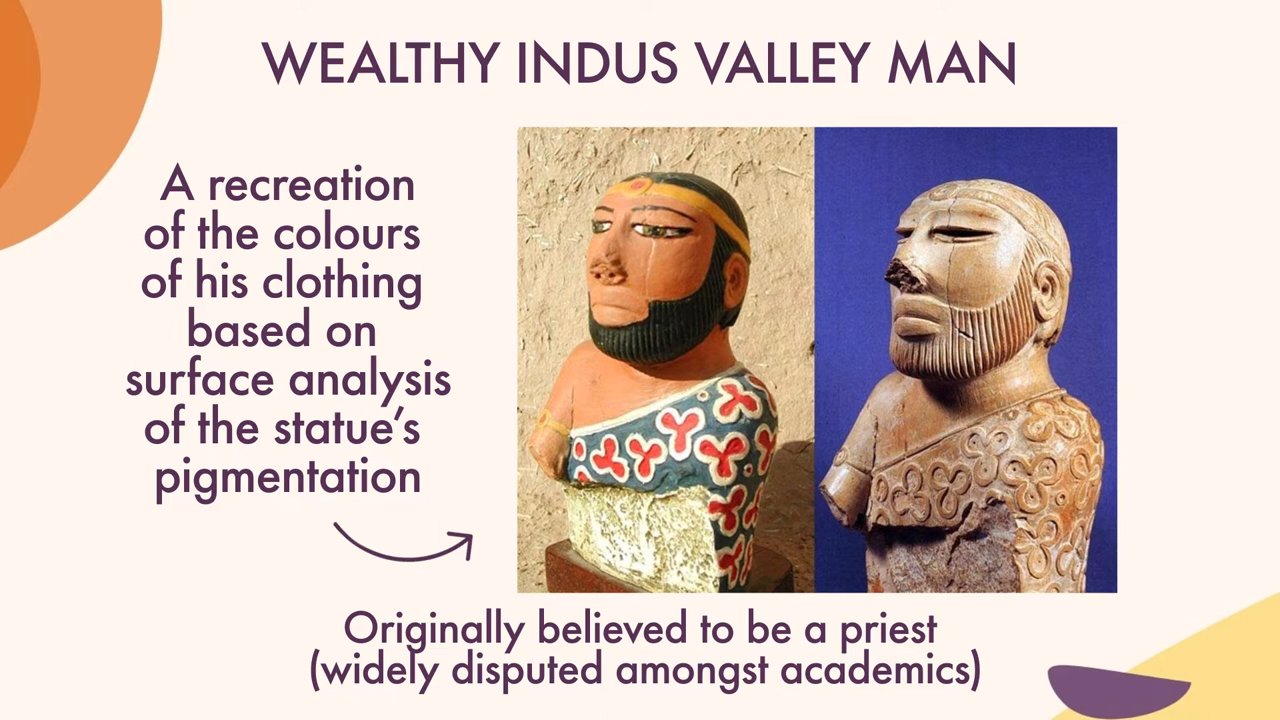 WEALTHY INDUS VALLEY MAN
A recreation
of the colours
of his clothing
based on
surface analysis
of the statue’s
pigmentation
Originally believed to be a priest
(widely disputed amongst academics)